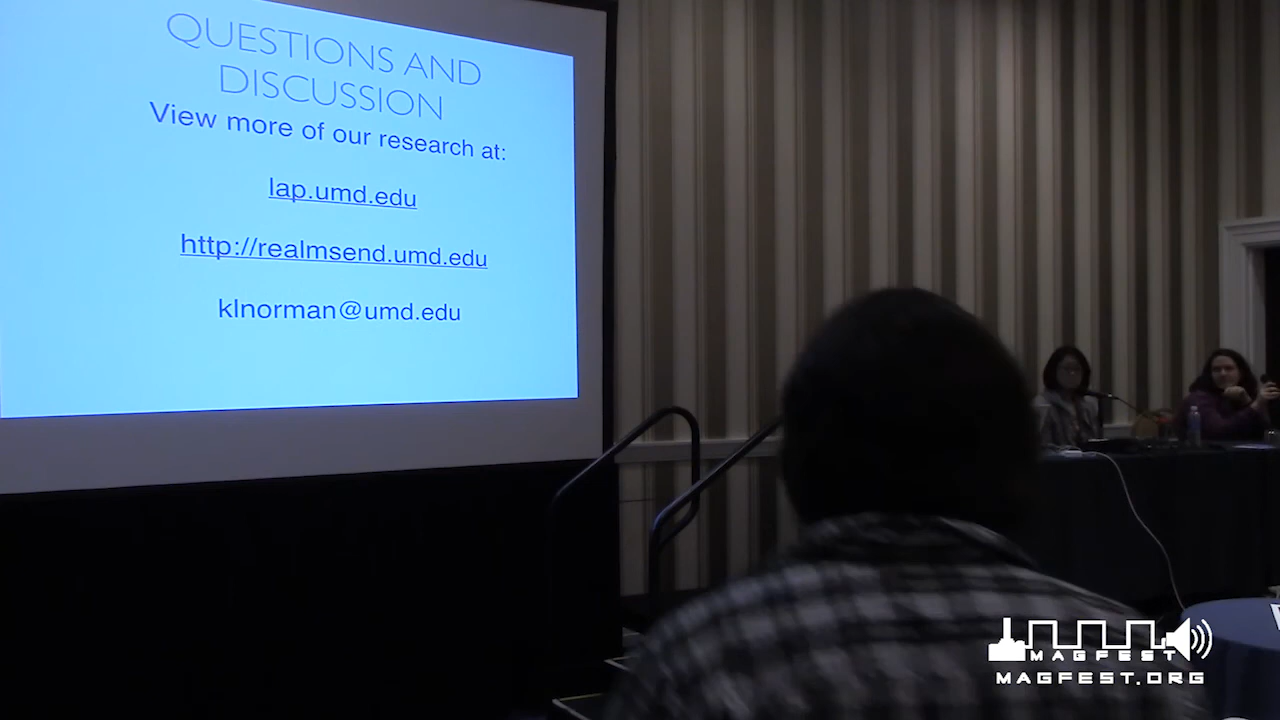 QUESTIONS AND
DISCUSSION
View more of our research at:
lap.umd.edu
http://realmsend.umd.edu
klnorman@umd.edu
MAGFEST
MAGFEST.ORG